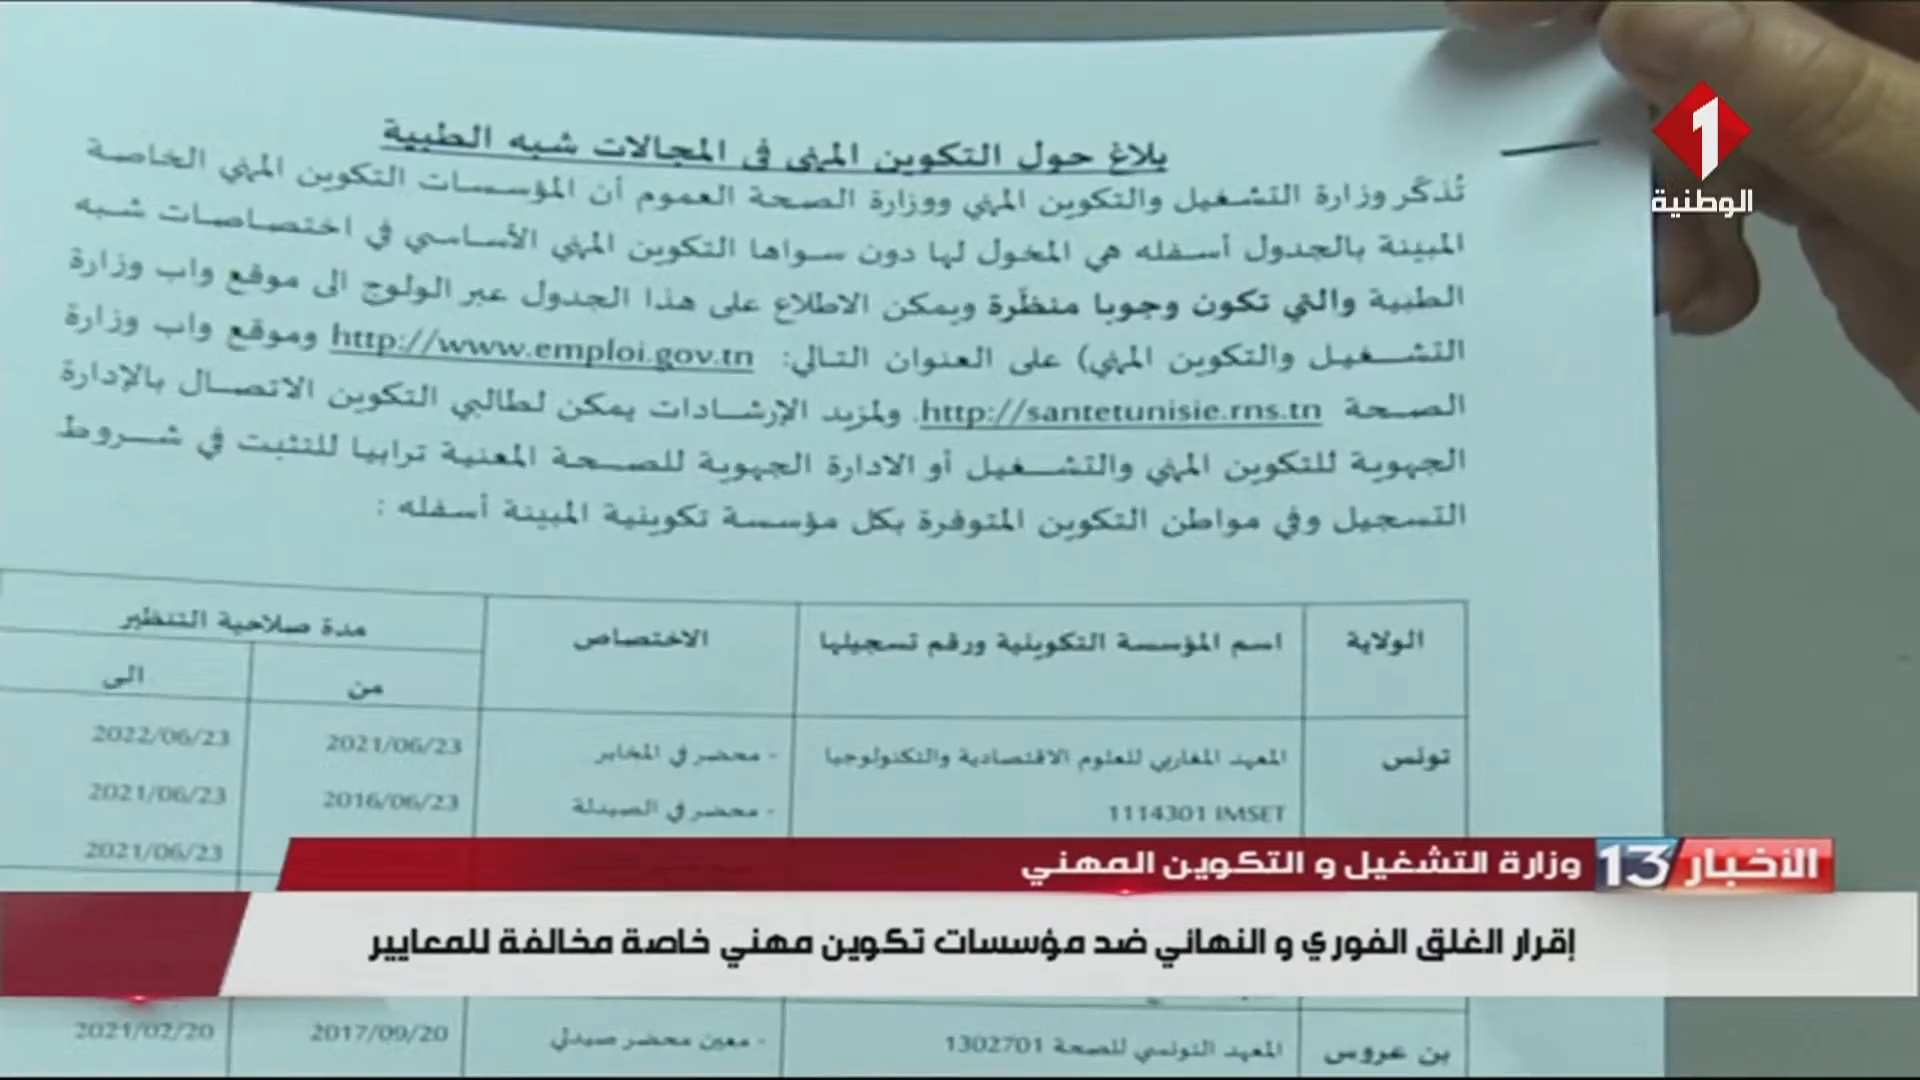 بلاغ حول التكوين المهني في المجالات شبه الطبية
تُذكّر وزارة التشغيل والتكوين المهني ووزارة الصحة العموم أن المؤسسات التكوين المهني الخاصة
المبينة بالجدول أسفله هي المخول لها دون سواها التكوين المهني الأساسي في اختصاصات شبه
الطبية والتي تكون وجوبا منظّرة ويمكن الاطلاع على هذا الجدول عبر الولوج الى موقع واب وزارة
التشغيل والتكوين المهني) على العنوان التالي: http://www.emploi.gov.tn وموقع واب وزارة
الصحة http://santetunisie.rns.tn. ولمزيد الإرشادات يمكن لطالبي التكوين الاتصال بالإدارة
الجهوية للتكوين المهني والتشغيل أو الادارة الجهوية للصحة المعنية ترابيا للتثبت في شروط
التسجيل وفي مواطن التكوين المتوفرة بكل مؤسسة تكوينية المبينة أسفله :
الولاية اسم المؤسسة التكوينية ورقم تسجيلها الاختصاص مدة صلاحية التنظير
من الى
تونس المعهد المغاربي للعلوم الاقتصادية والتكنولوجيا - محضر في المخابر 2021/06/23 2022/06/23
1114301 IMSET - محضر في الصيدلة 2016/06/23 2021/06/23
2021/06/23
بن عروس المعهد التونسي للصحة 1302701 - معين محضر صيدلي 2017/09/20 2021/02/20
1
الوطنية
الأخبار 13 وزارة التشغيل و التكوين المهني
إقرار الغلق الفوري و النهائي ضد مؤسسات تكوين مهني خاصة مخالفة للمعايير